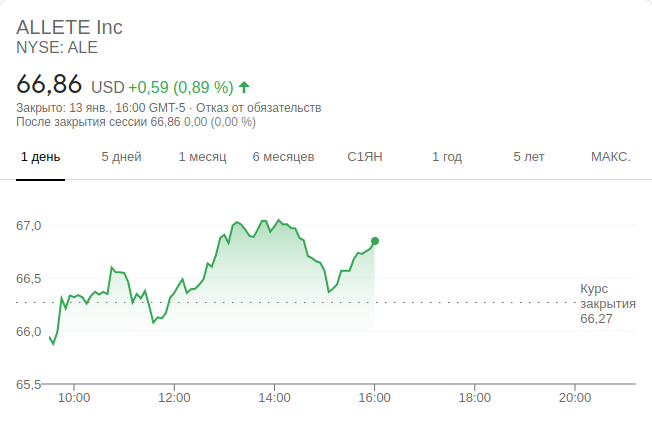 ALLETE Inc
NYSE: ALE
66,86 USD +0,59 (0,89 %)
Закрыто: 13 янв., 16:00 GMT-5 · Отказ от обязательств
После закрытия сессии 66,86 0,00 (0,00 %)
1 день 5 дней 1 месяц 6 месяцев С1ЯН 1 год 5 лет МАКС.
67,0
66,5
Курс
закрытия
66,27
66,0
65,5
10:00 12:00 14:00 16:00 18:00 20:00